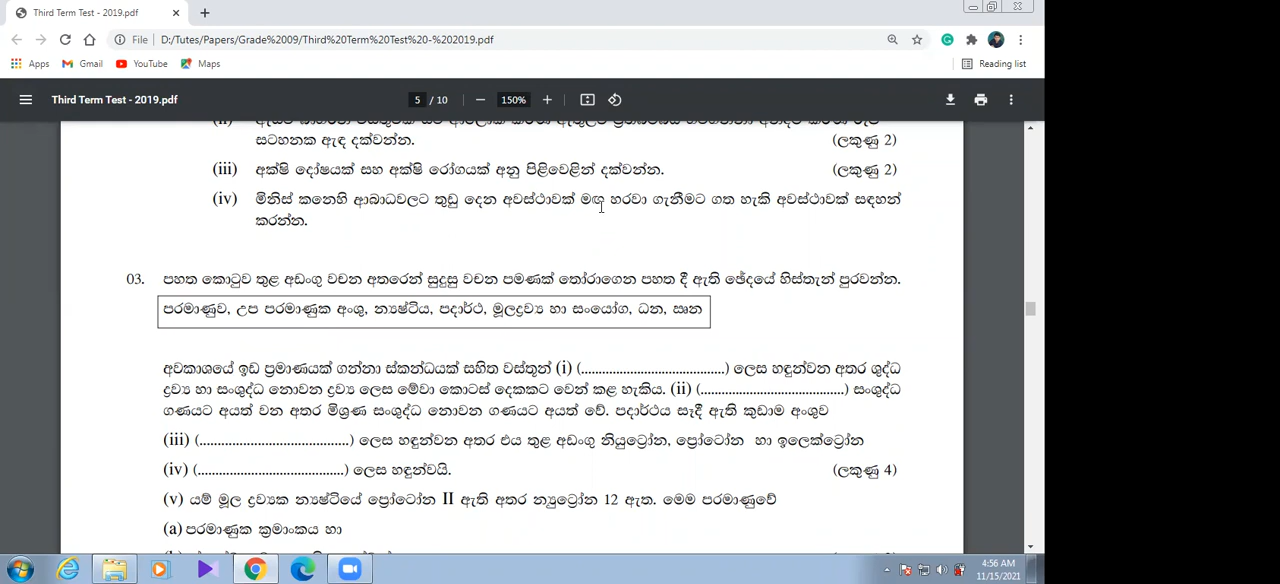 Third Term Test - 2019.pdf
File | D:/Tutes/Papers/Grade%2009/Third%20Term%20Test%20-%202019.pdf
Apps Gmail YouTube Maps Reading list
Third Term Test - 2019.pdf 5 / 10 150%
සටහනක ඇඳ දක්වන්න. (ලකුණු 2)
(iii) අක්ෂි දෝෂයක් සහ අක්ෂි රෝගයක් අනු පිළිවෙළින් දක්වන්න. (ලකුණු 2)
(iv) මිනිස් කනෙහි ආබාධවලට තුඩු දෙන අවස්ථාවක් මඟ හරවා ගැනීමට ගත හැකි අවස්ථාවක් සඳහන්
කරන්න.
03. පහත කොටුව තුළ අඩංගු වචන අතරෙන් සුදුසු වචන පමණක් තෝරාගෙන පහත දී ඇති ඡේදයේ හිස්තැන් පුරවන්න.
පරමාණුව, උප පරමාණුක අංශු, න්‍යෂ්ටිය, පදාර්ථ, මූලද්‍රව්‍ය හා සංයෝග, ධන, ඍන
අවකාශයේ ඉඩ ප්‍රමාණයක් ගන්නා ස්කන්ධයක් සහිත වස්තූන් (i) (.......................................) ලෙස හඳුන්වන අතර ශුද්ධ
ද්‍රව්‍ය හා සංශුද්ධ නොවන ද්‍රව්‍ය ලෙස මේවා කොටස් දෙකකට වෙන් කළ හැකිය. (ii) (.......................................) සංශුද්ධ
ගණයට අයත් වන අතර මිශ්‍රණ සංශුද්ධ නොවන ගණයට අයත් වේ. පදාර්ථය සෑදී ඇති කුඩාම අංශුව
(iii) (.........................................) ලෙස හඳුන්වන අතර එය තුළ අඩංගු නියුට්‍රෝන, ප්‍රෝටෝන හා ඉලෙක්ට්‍රෝන
(iv) (........................................) ලෙස හඳුන්වයි. (ලකුණු 4)
(v) යම් මූල ද්‍රව්‍යක න්‍යෂ්ටියේ ප්‍රෝටෝන II ඇති අතර න්‍යුට්‍රෝන 12 ඇත. මෙම පරමාණුවේ
(a) පරමාණුක ක්‍රමාංකය හා
4:56 AM
11/15/2021